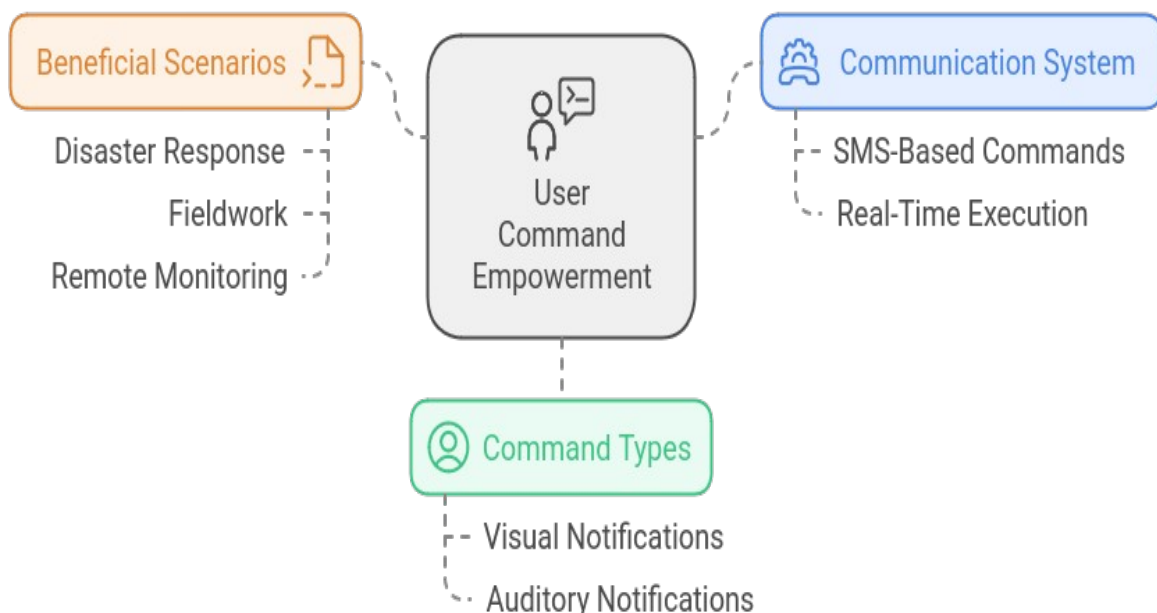 Beneficial Scenarios
Disaster Response
Fieldwork
Remote Monitoring
User
Command
Empowerment
Communication System
SMS-Based Commands
Real-Time Execution
Command Types
Visual Notifications
Auditory Notifications